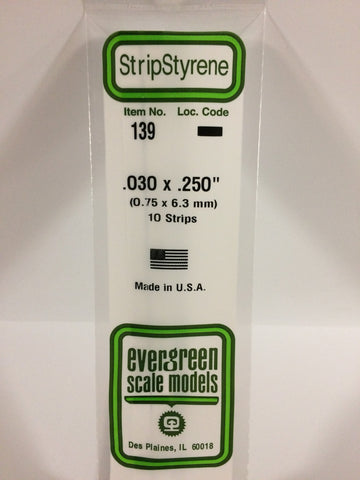 StripStyrene
Item No. Loc. Code
139
.030 x .250"
(0.75 x 6.3 mm)
10 Strips
Made in U.S.A.
evergreen
scale models
Des Plaines, IL 60018